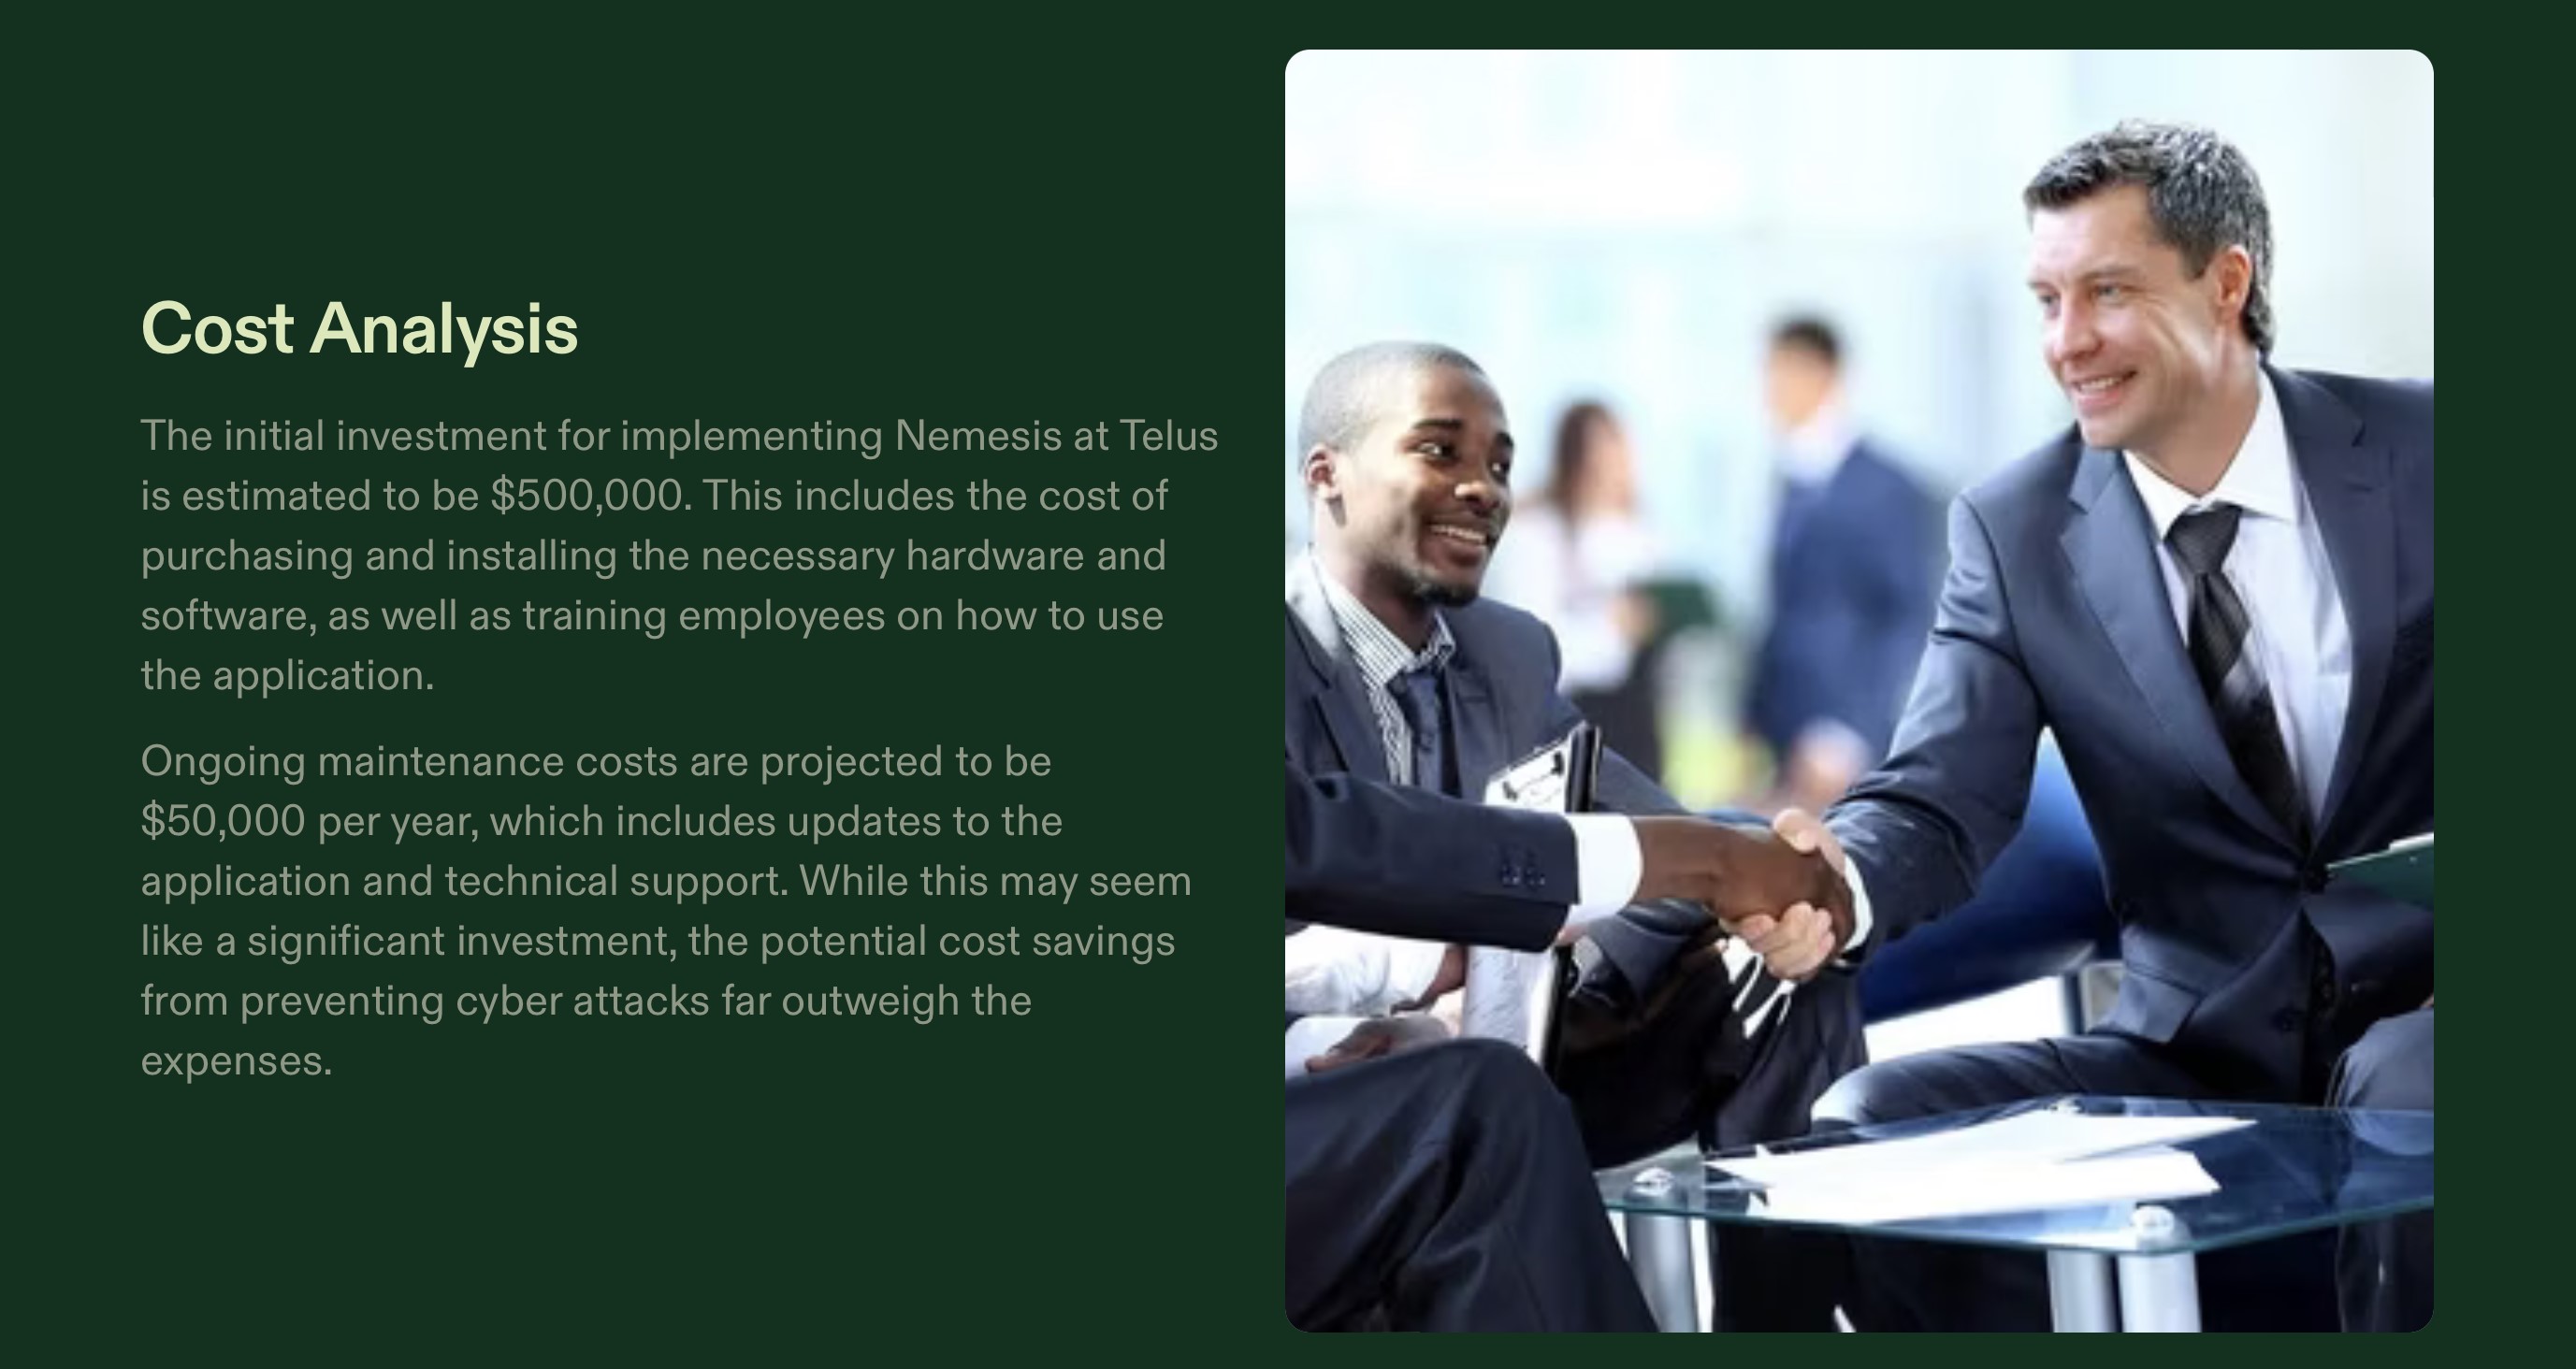 Cost Analysis
The initial investment for implementing Nemesis at Telus
is estimated to be $500,000. This includes the cost of
purchasing and installing the necessary hardware and
software, as well as training employees on how to use
the application.
Ongoing maintenance costs are projected to be
$50,000 per year, which includes updates to the
application and technical support. While this may seem
like a significant investment, the potential cost savings
from preventing cyber attacks far outweigh the
expenses.